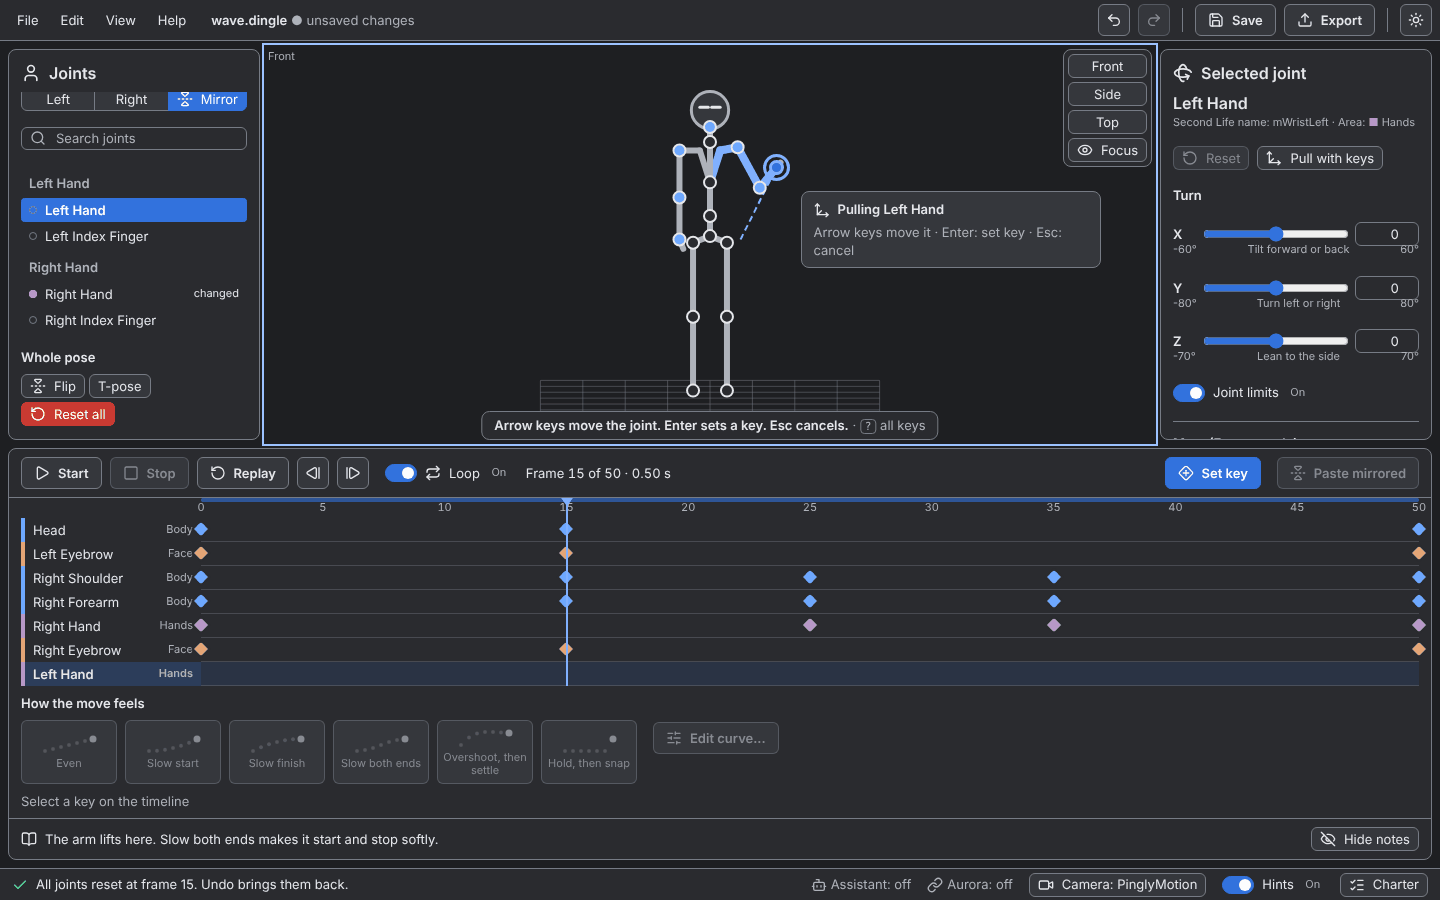 File Edit View Help wave.dingle unsaved changes Save Export
Joints
Left Right Mirror
Search joints
Left Hand
Left Hand
Left Index Finger
Right Hand
Right Hand changed
Right Index Finger
Whole pose
Flip T-pose
Reset all
Front
Front
Side
Top
Focus
Pulling Left Hand
Arrow keys move it · Enter: set key · Esc:
cancel
Arrow keys move the joint. Enter sets a key. Esc cancels. · ? all keys
Selected joint
Left Hand
Second Life name: mWristLeft · Area: Hands
Reset Pull with keys
Turn
X 0
-60° Tilt forward or back 60°
Y 0
-80° Turn left or right 80°
Z 0
-70° Lean to the side 70°
Joint limits On
Start Stop Replay Loop On Frame 15 of 50 · 0.50 s Set key Paste mirrored
0 5 10 15 20 25 30 35 40 45 50
Head Body
Left Eyebrow Face
Right Shoulder Body
Right Forearm Body
Right Hand Hands
Right Eyebrow Face
Left Hand Hands
How the move feels
Even
Slow start
Slow finish
Slow both ends
Overshoot, then
settle
Hold, then snap
Edit curve...
Select a key on the timeline
The arm lifts here. Slow both ends makes it start and stop softly. Hide notes
All joints reset at frame 15. Undo brings them back. Assistant: off Aurora: off Camera: PinglyMotion Hints On Charter